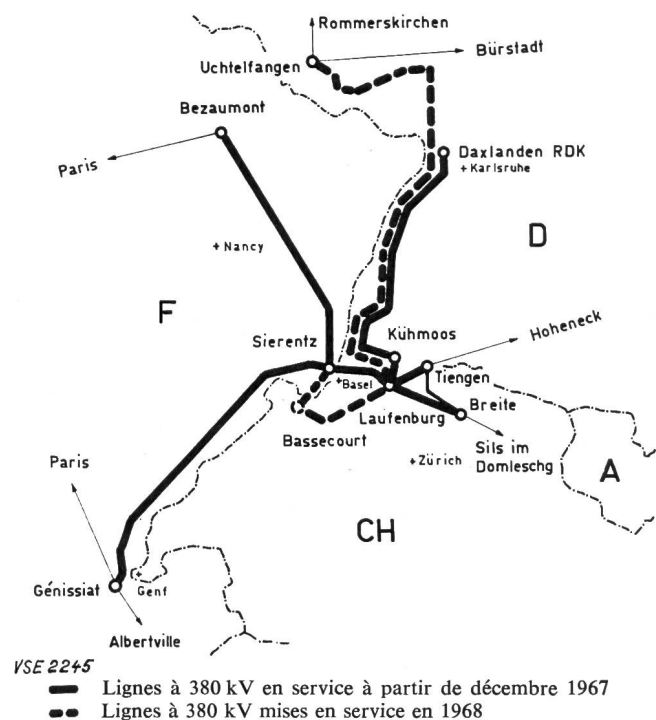 Rommerskirchen
Uchtelfangen
Bürstadt
Bezaumont
Paris
Daxlanden RDK
+ Karlsruhe
+ Nancy
D
F
Kühmoos
Hoheneck
Sierentz
+ Basel
Tiengen
Laufenburg
Breite
Bassecourt
Sils im
Domleschg
+ Zürich
A
Paris
CH
Génissiat
+ Genf
Albertville
VSE 2245
Lignes à 380 kV en service à partir de décembre 1967
Lignes à 380 kV mises en service en 1968